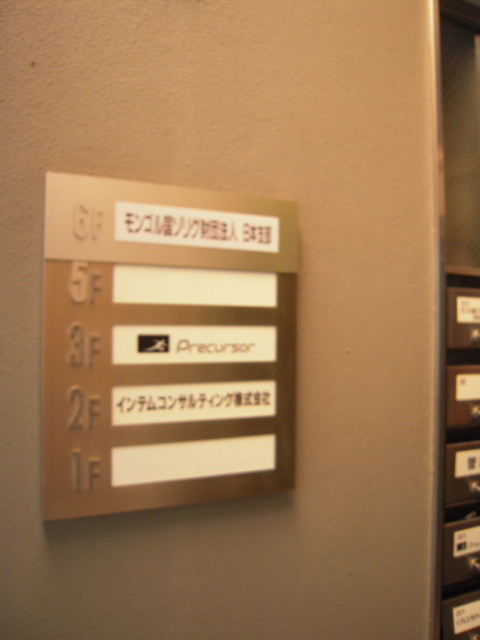 6F モンゴル国ソリグ財団法人 日本支部
5F
3F Precursor
2F インテムコンサルティング株式会社
1F